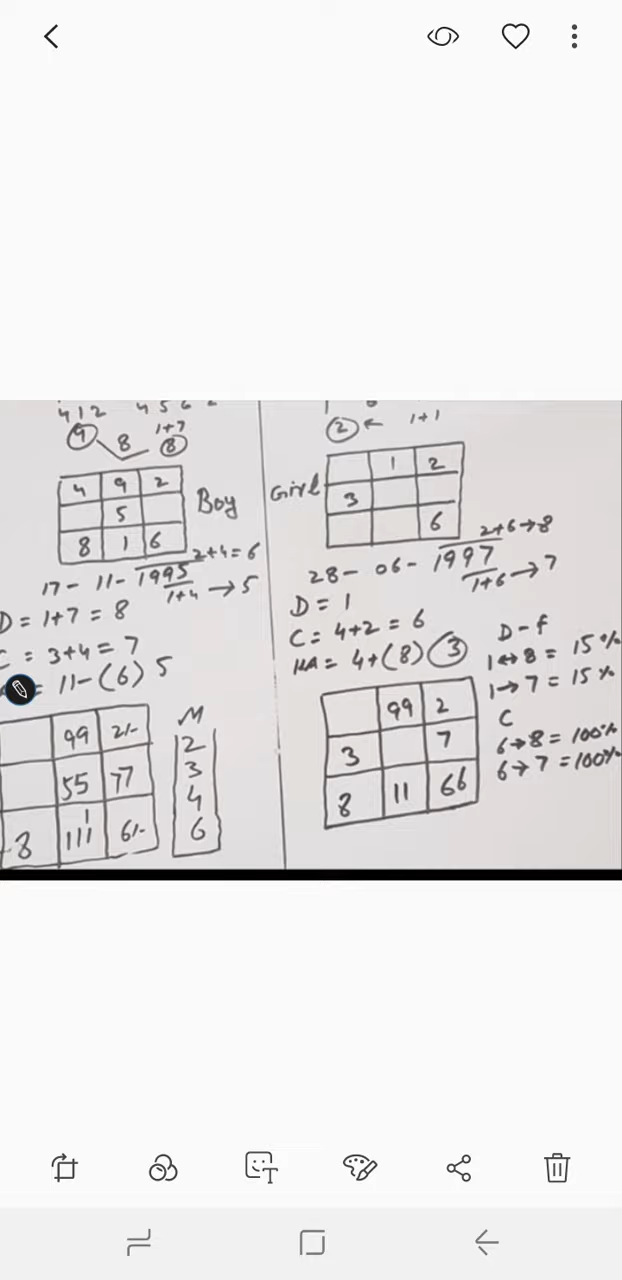 412 456
9 8 1+7
8
4 9 2
5
8 1 6
Boy
2+4=6
17- 11- 1995
1+4 → 5
D = 1+7 = 8
C = 3+4 = 7
= 11-(6) 5
99 21-
55 77
8 111 1 61-
M
2
3
4
6
2 ← 1+1
Girl
1 2
3
6
2+6→8
28- 06- 1997
1+6→7
D = 1
C = 4+2 = 6
MA = 4+(8) 3
99 2
3 7
8 11 66
D-f
1↔8 = 15%
1→7 = 15%
C
6→8 = 100%
6→7 = 100%